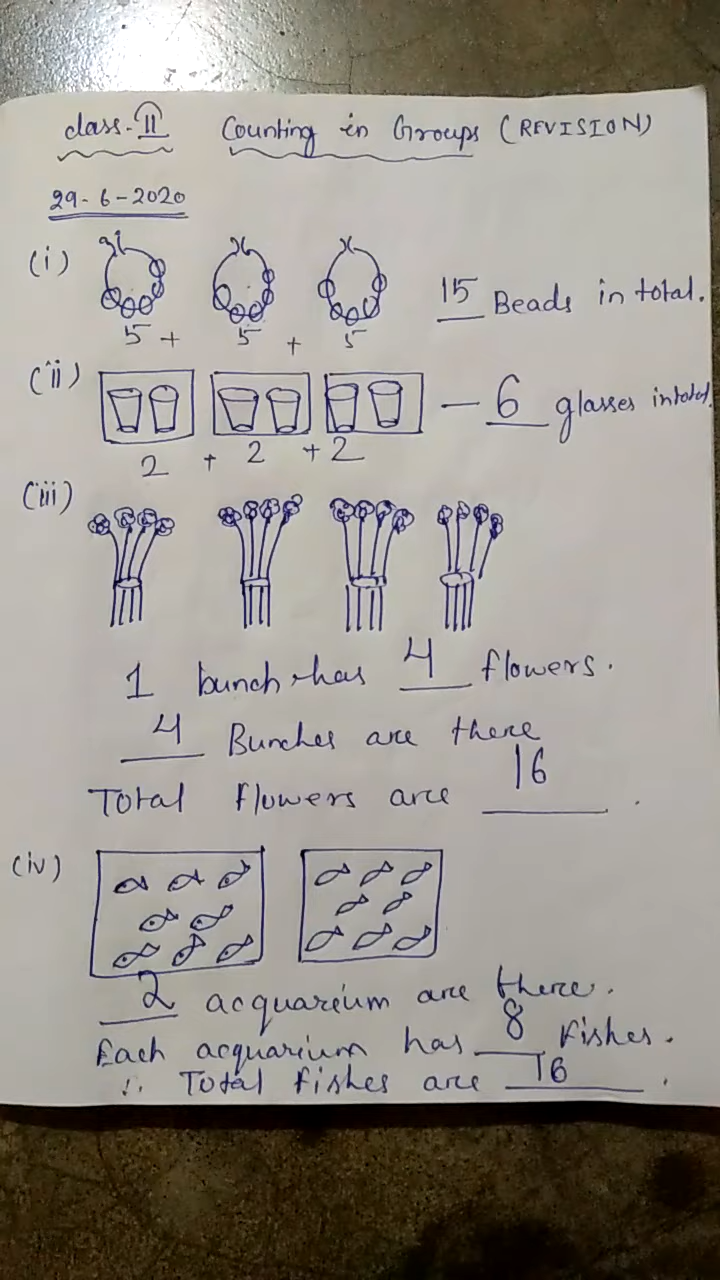 class-II Counting in Groups (REVISION)
29-6-2020
(i) 15 Beads in total.
5 + 5 + 5
(ii) — 6 glasses in total.
2 + 2 + 2
(iii)
1 bunch has 4 flowers.
4 Bunches are there
Total flowers are 16.
(iv)
2 acquareium are there.
Each acquarium has 8 Fishes.
∴ Total fishes are 16.